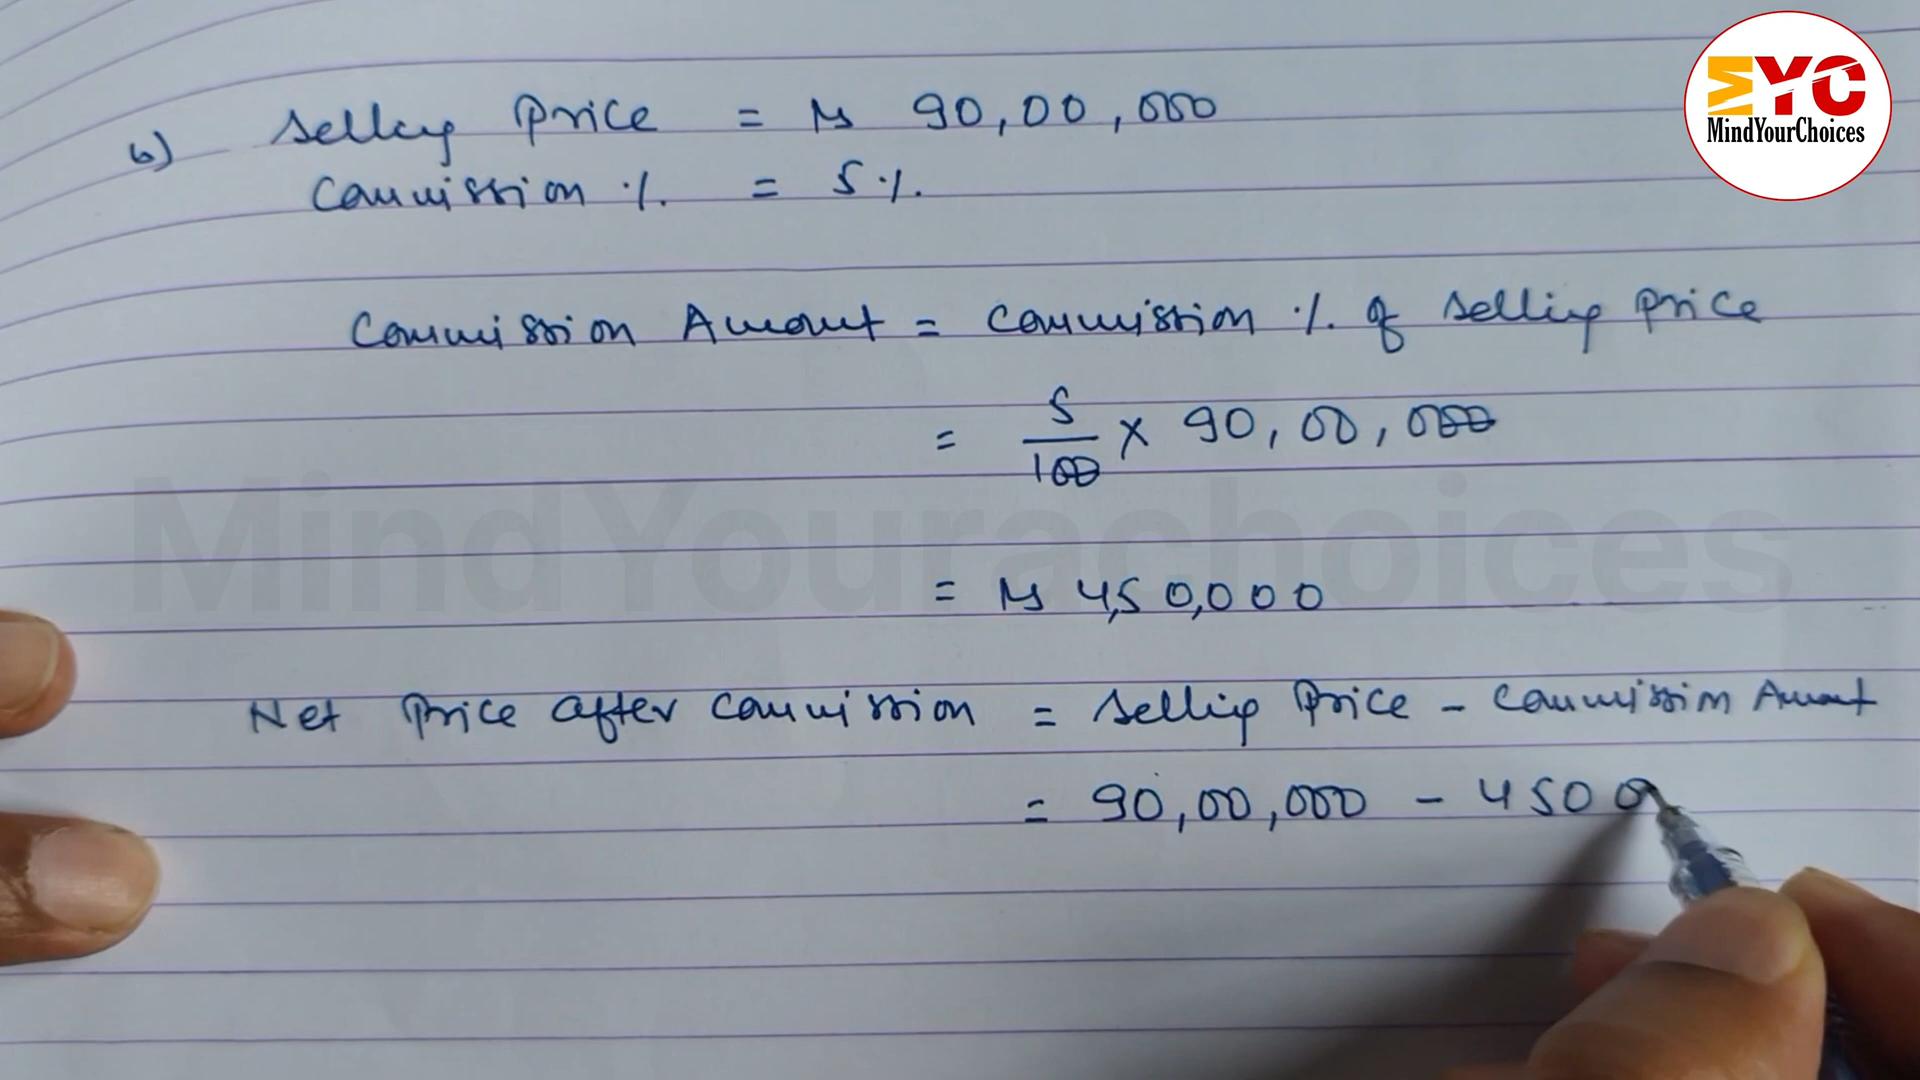 MYC
MindYourChoices
b) Selling Price = Rs 90,00,000
Commission % = 5%
Commission Amount = Commission % of Selling Price
= 5/100 × 90,00,000
= Rs 4,50,000
Net Price after commission = Selling Price - Commission Amount
= 90,00,000 - 4500
MindYourachoices